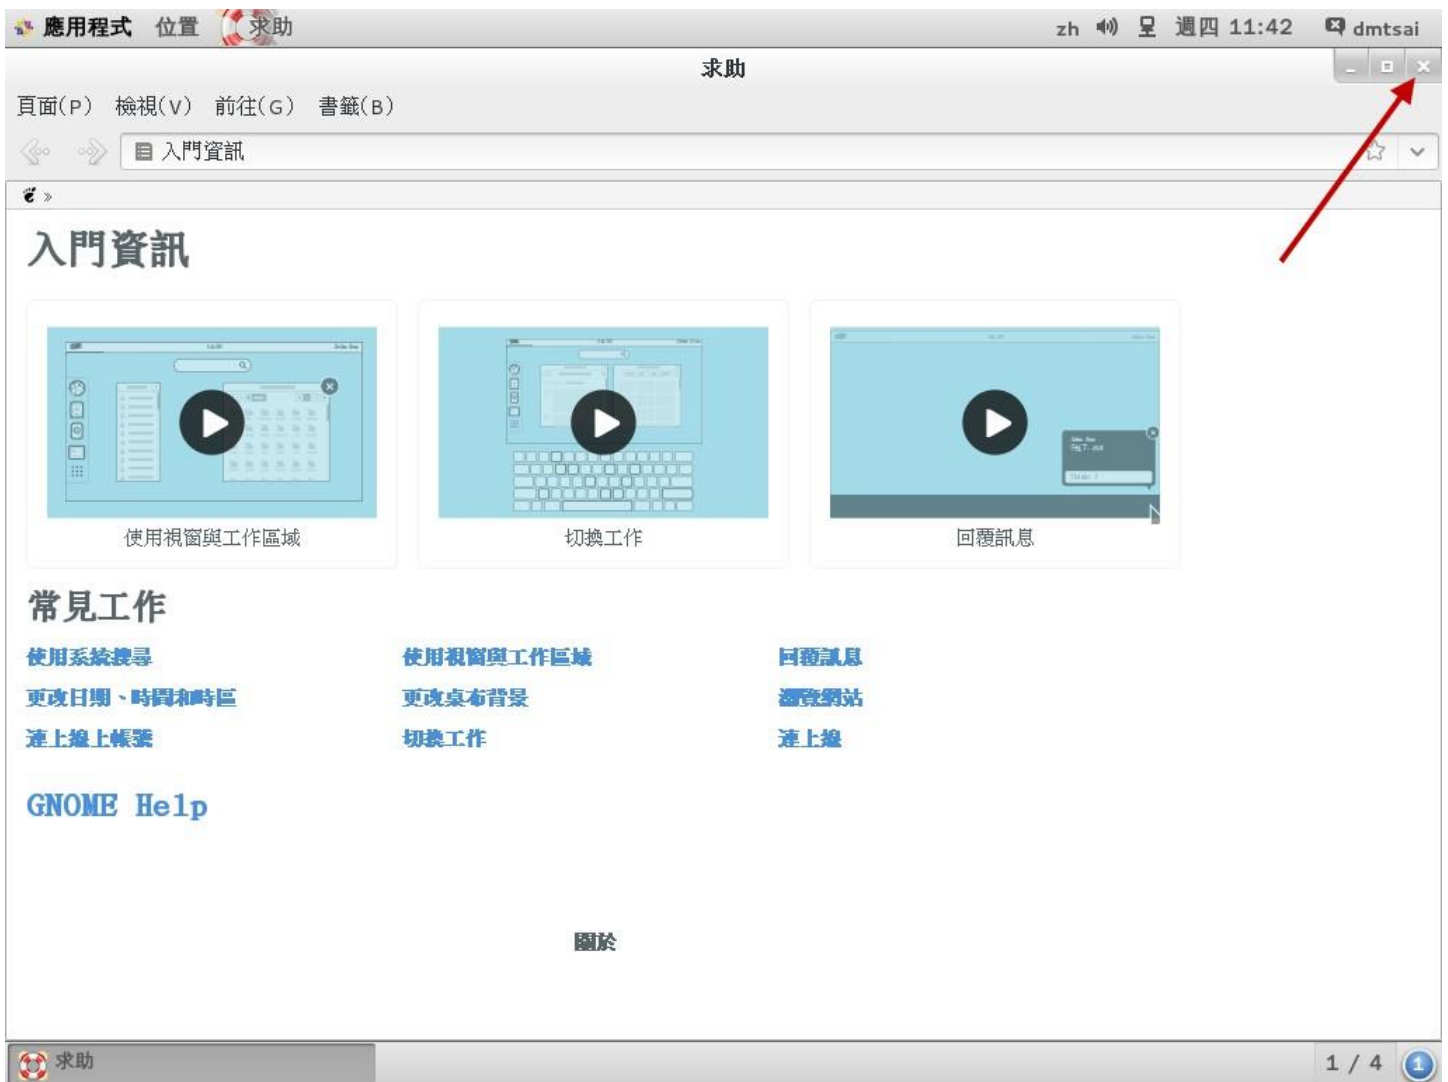 應用程式 位置 求助 zh 週四 11:42 dmtsai
求助
頁面(P) 檢視(V) 前往(G) 書籤(B)
入門資訊
»
入門資訊
使用視窗與工作區域 切換工作 回覆訊息
常見工作
使用系統搜尋 使用視窗與工作區域 回覆訊息
更改日期、時間和時區 更改桌布背景 瀏覽網站
連上線上帳號 切換工作 連上線
GNOME Help
關於
求助 1 / 4 1